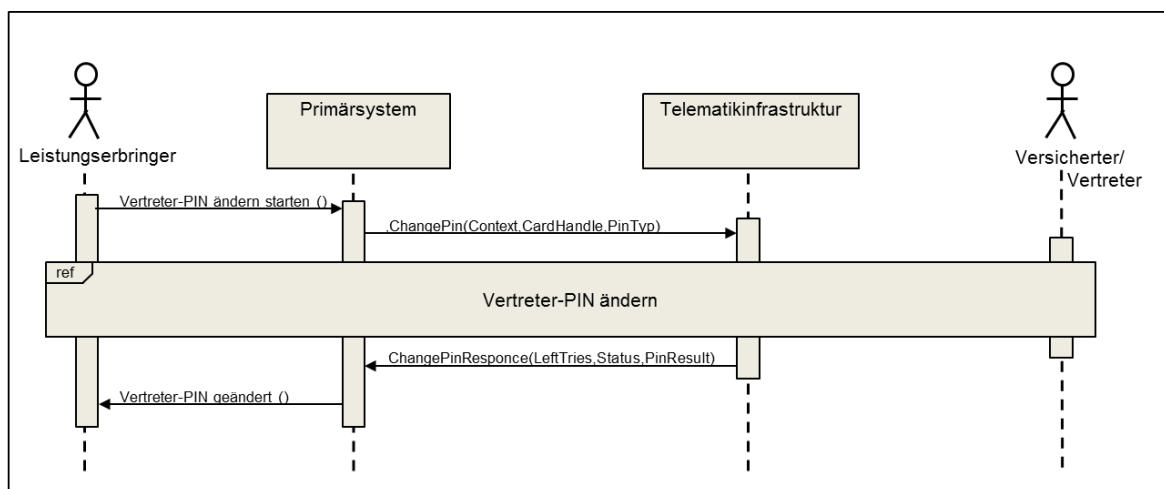 Primärsystem
Telematikinfrastruktur
Leistungserbringer
Versicherter/
Vertreter
Vertreter-PIN ändern starten ()
.ChangePin(Context,CardHandle,PinTyp)
ref
Vertreter-PIN ändern
ChangePinResponce(LeftTries,Status,PinResult)
Vertreter-PIN geändert ()